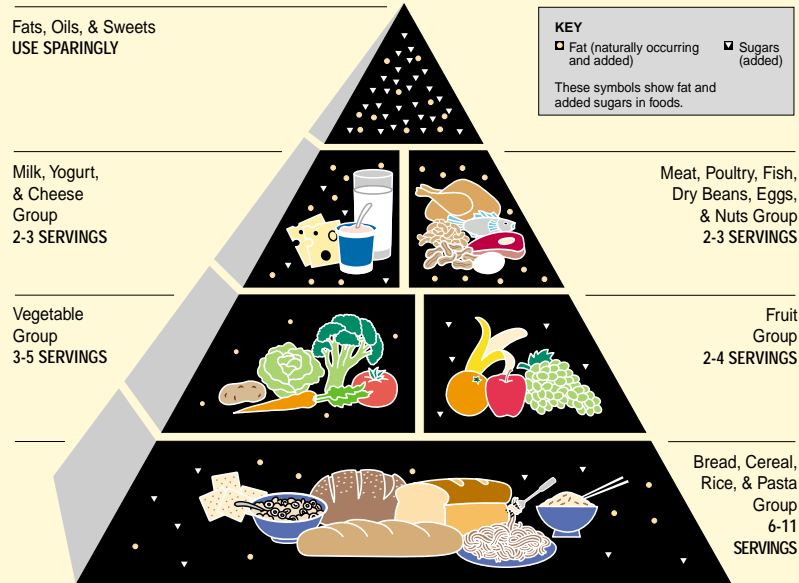 Fats, Oils, & Sweets
USE SPARINGLY
KEY
Fat (naturally occurring
and added)
Sugars
(added)
These symbols show fat and
added sugars in foods.
Milk, Yogurt,
& Cheese
Group
2-3 SERVINGS
Meat, Poultry, Fish,
Dry Beans, Eggs,
& Nuts Group
2-3 SERVINGS
Vegetable
Group
3-5 SERVINGS
Fruit
Group
2-4 SERVINGS
Bread, Cereal,
Rice, & Pasta
Group
6-11
SERVINGS